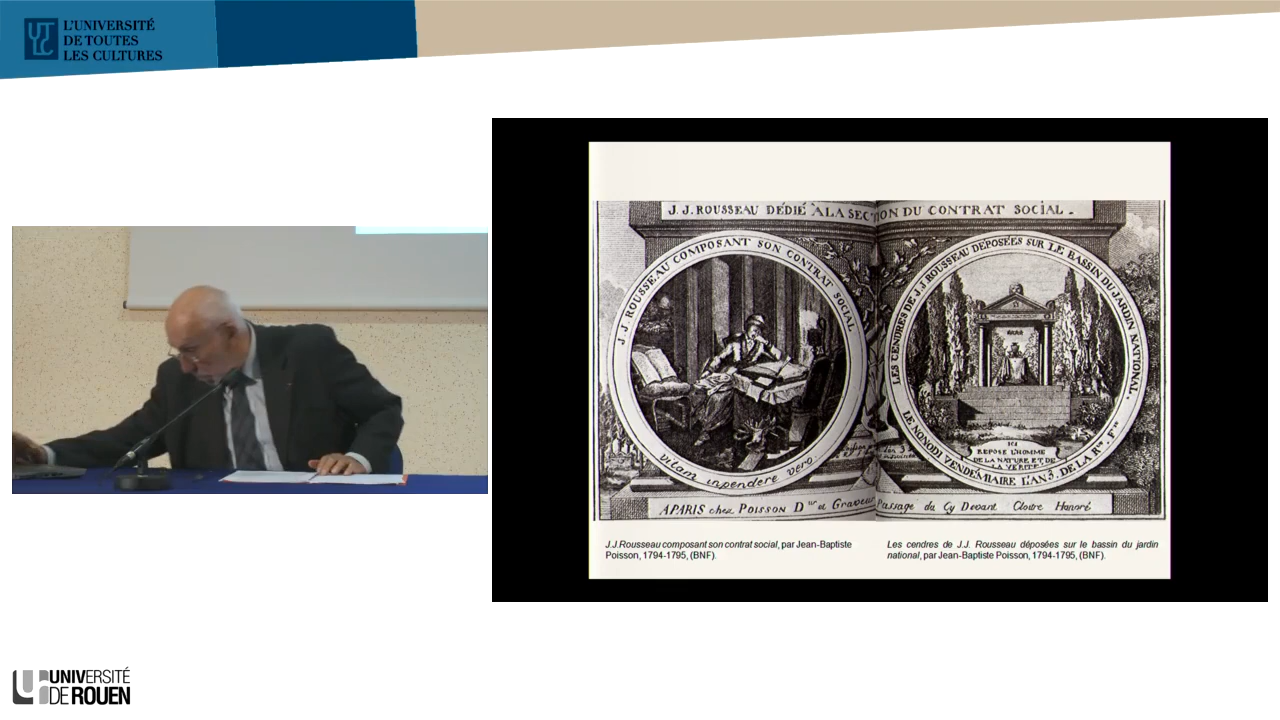 L'UNIVERSITÉ
DE TOUTES
LES CULTURES
J. J. ROUSSEAU DÉDIÉ À LA SECTION DU CONTRAT SOCIAL.
J. J. ROUSSEAU COMPOSANT SON CONTRAT SOCIAL
vitam inpendere vero.
LES CENDRES DE J.J ROUSSEAU DÉPOSÉES SUR LE BASSIN DU JARDIN NATIONAL.
LE NONODI VENDÉMIAIRE L'AN 3. DE LA Rue. Fse
ICI
REPOSE L'HOMME
DE LA NATURE ET DE
LA VÉRITÉ
A PARIS chez POISSON Dur et Graveur Passage du Cy Devant Cloitre Honoré
J.J.Rousseau composant son contrat social, par Jean-Baptiste
Poisson, 1794-1795, (BNF).
Les cendres de J.J. Rousseau déposées sur le bassin du jardin
national, par Jean-Baptiste Poisson, 1794-1795, (BNF).
UNIVERSITÉ
DE ROUEN